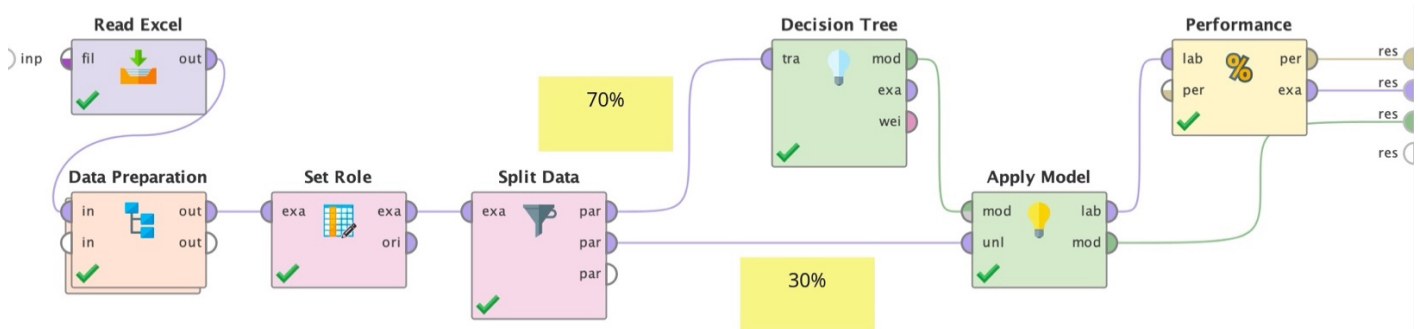 Read Excel
inp
fil
out
Data Preparation
in
out
in
out
Set Role
exa
exa
ori
Split Data
exa
par
par
par
70%
30%
Decision Tree
tra
mod
exa
wei
Apply Model
mod
lab
unl
mod
Performance
%
lab
per
per
exa
res
res
res
res